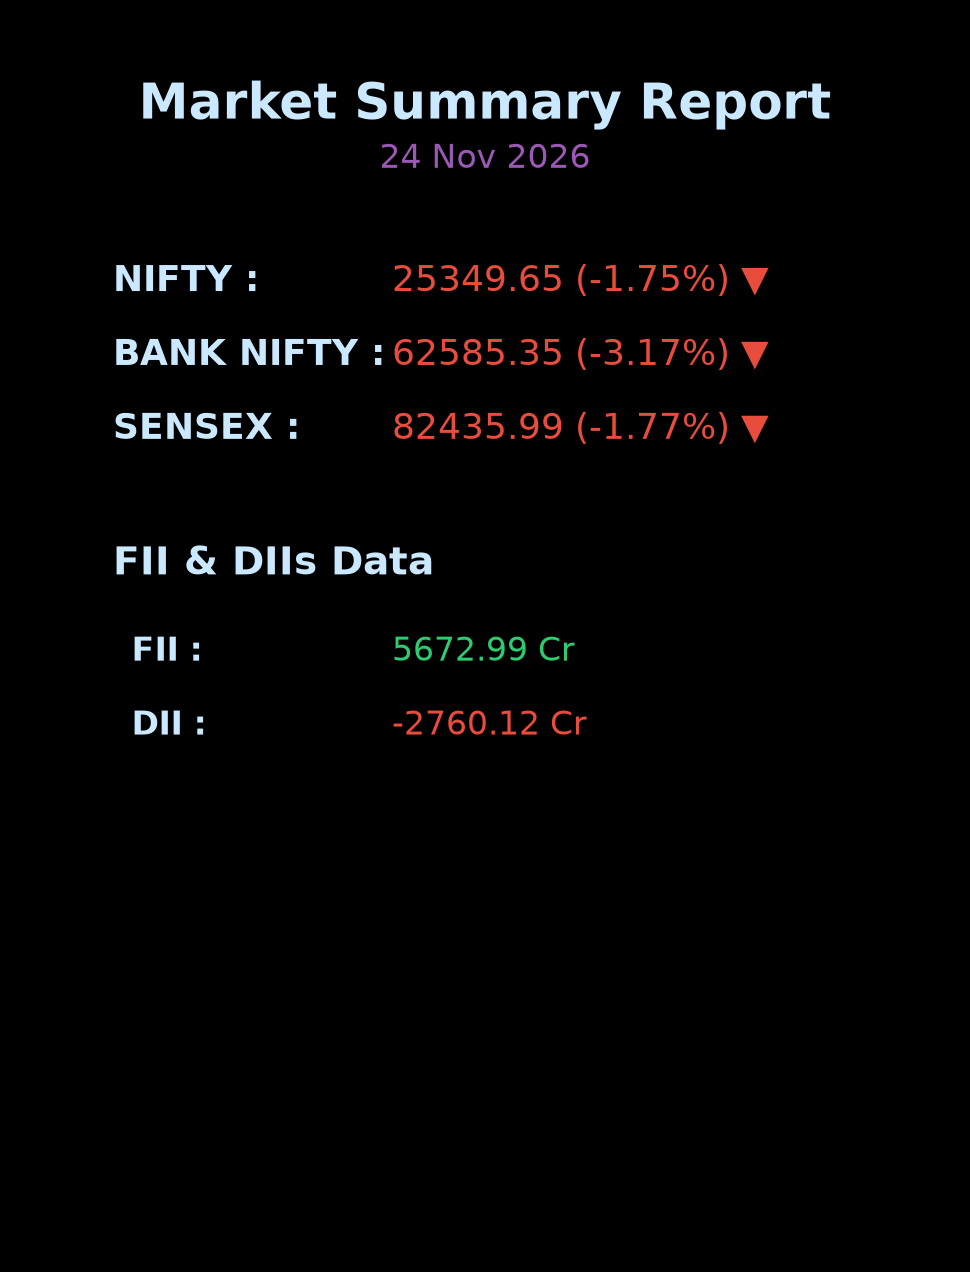 Market Summary Report
24 Nov 2026
NIFTY : 25349.65 (-1.75%) ▼
BANK NIFTY : 62585.35 (-3.17%) ▼
SENSEX : 82435.99 (-1.77%) ▼
FII & DIIs Data
FII : 5672.99 Cr
DII : -2760.12 Cr